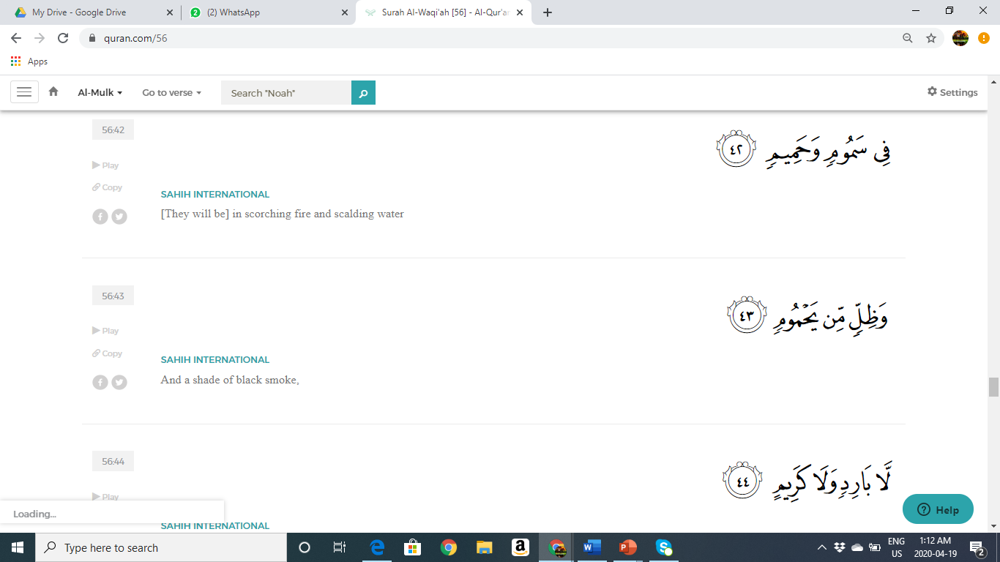 My Drive - Google Drive
(2) WhatsApp
Surah Al-Waqi'ah [56] - Al-Qur'an
quran.com/56
Apps
Al-Mulk Go to verse Search "Noah" Settings
56:42
فِى سَمُومٍ وَحَمِيمٍ ٤٢
Play
Copy
SAHIH INTERNATIONAL
[They will be] in scorching fire and scalding water
56:43
وَظِلٍّ مِّن يَحْمُومٍ ٤٣
Play
Copy
SAHIH INTERNATIONAL
And a shade of black smoke,
56:44
لَّا بَارِدٍ وَلَا كَرِيمٍ ٤٤
Play
Loading...
SAHIH INTERNATIONAL
Help
Type here to search
ENG
US
1:12 AM
2020-04-19
2